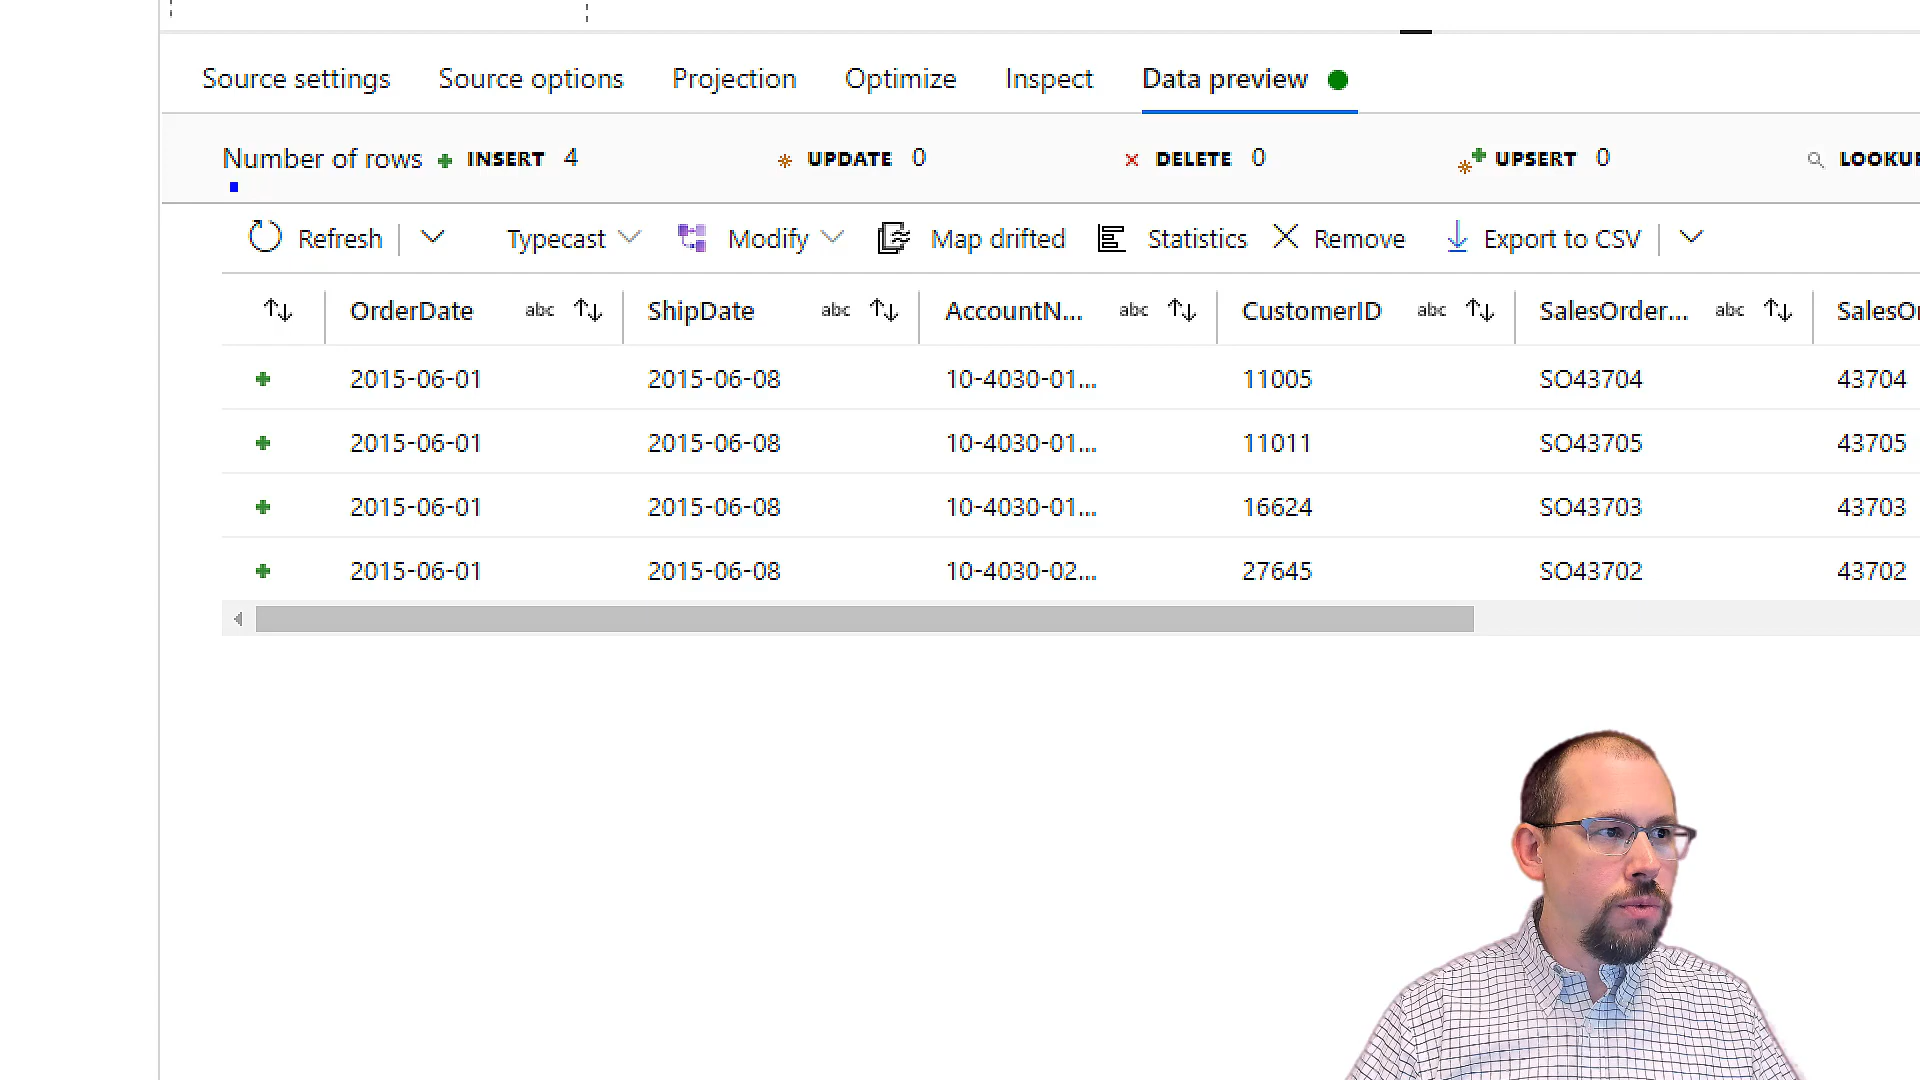 Source settings Source options Projection Optimize Inspect Data preview
Number of rows INSERT 4 UPDATE 0 DELETE 0 UPSERT 0 LOOKUP
Refresh Typecast Modify Map drifted Statistics Remove Export to CSV
OrderDate abc ShipDate abc AccountN... abc CustomerID abc SalesOrder... abc SalesOr
2015-06-01 2015-06-08 10-4030-01... 11005 SO43704 43704
2015-06-01 2015-06-08 10-4030-01... 11011 SO43705 43705
2015-06-01 2015-06-08 10-4030-01... 16624 SO43703 43703
2015-06-01 2015-06-08 10-4030-02... 27645 SO43702 43702